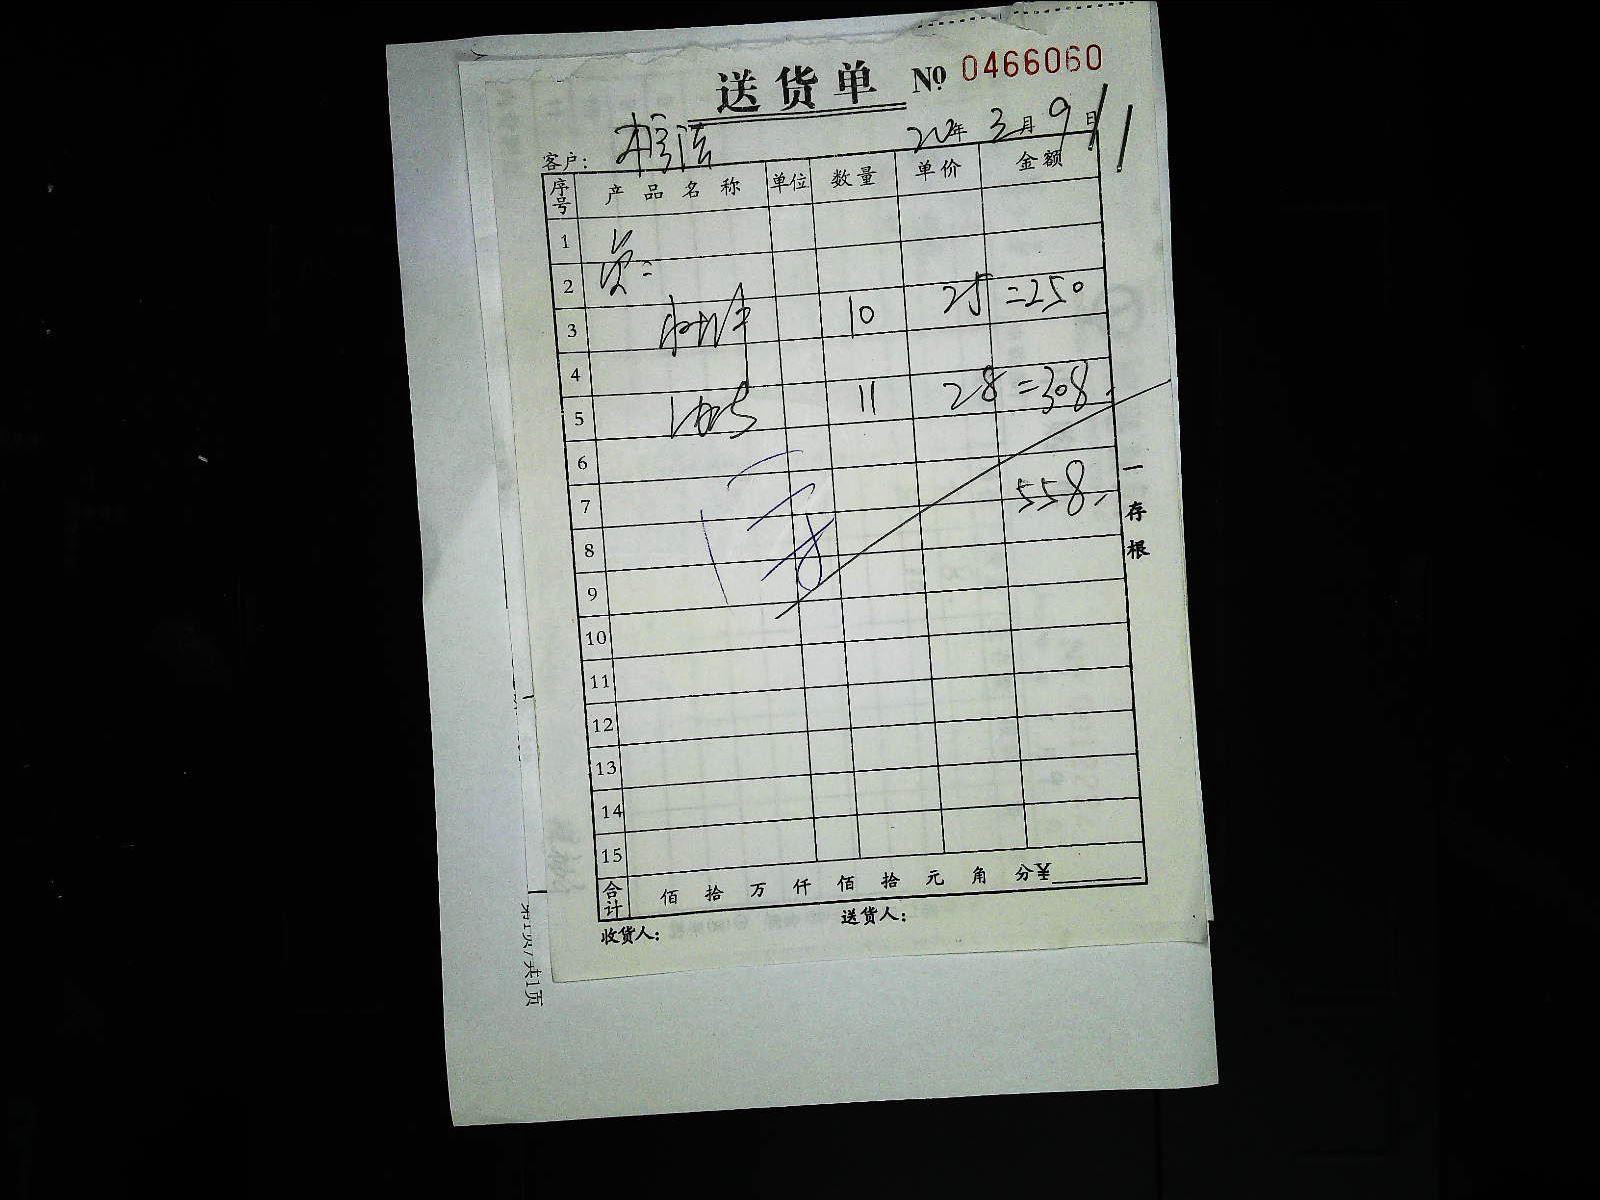 送货单 № 0466060
客户: 年 3 月 9 日
序号 产品名称 单位 数量 单价 金额
1
2
3 10 25 =250
4
5 11 28 =308
6
7 558
8
9
10
11
12
13
14
15
合计 佰 拾 万 仟 佰 拾 元 角 分 ¥
收货人: 送货人:
一存根